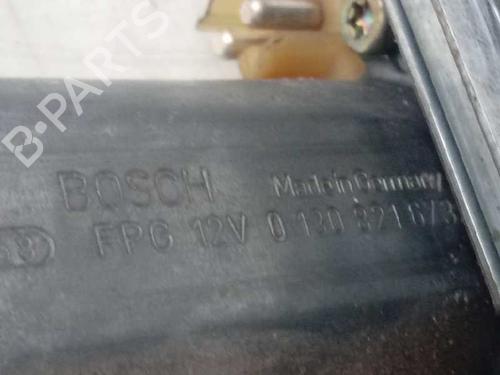 B-PARTS
BOSCH Made in Germany
FPG 12V 0 130 821 673